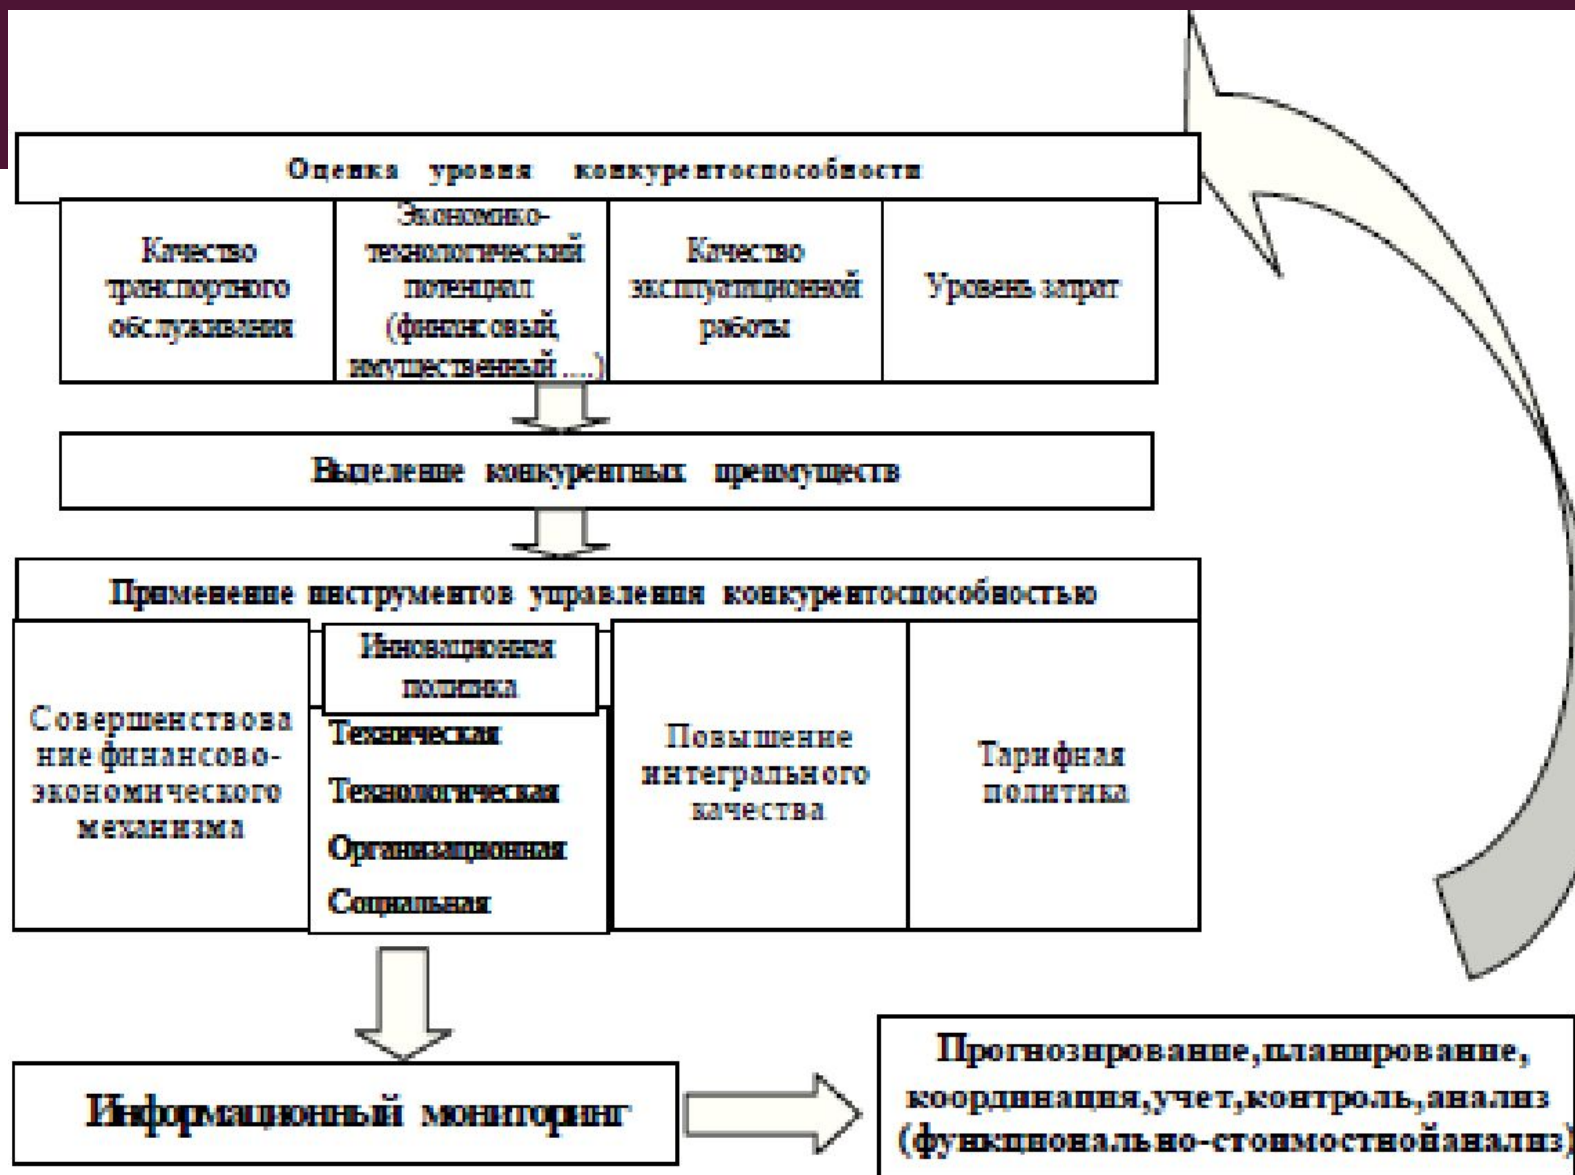 Оценка уровня конкурентоспособности
Качество
транспортного
обслуживания
Экономико-
технологический
потенциал
(финансовый,
имущественный ....)
Качество
эксплуатационной
работы
Уровень затрат
Выделение конкурентных преимуществ
Применение инструментов управления конкурентоспособностью
Совершенствова
ние финансово-
экономического
механизма
Инновационная
политика
Техническая
Технологическая
Организационная
Социальная
Повышение
интегрального
качества
Тарифная
политика
Информационный мониторинг
Прогнозирование,планирование,
координация,учет,контроль,анализ
(функционально-стоимостнойанализ)